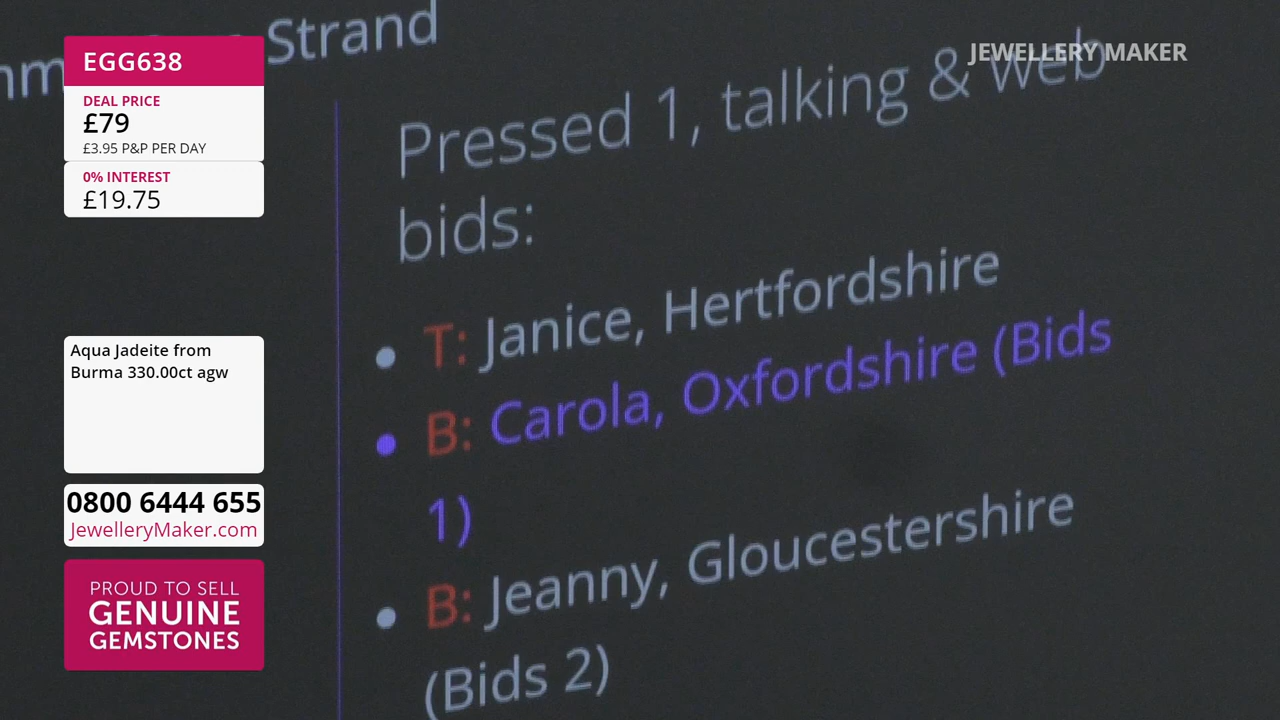 EGG638
DEAL PRICE
£79
£3.95 P&P PER DAY
0% INTEREST
£19.75
Aqua Jadeite from
Burma 330.00ct agw
0800 6444 655
JewelleryMaker.com
PROUD TO SELL
GENUINE
GEMSTONES
JEWELLERY MAKER
Strand
Pressed 1, talking & web
bids:
• T: Janice, Hertfordshire
• B: Carola, Oxfordshire (Bids
1)
• B: Jeanny, Gloucestershire
(Bids 2)